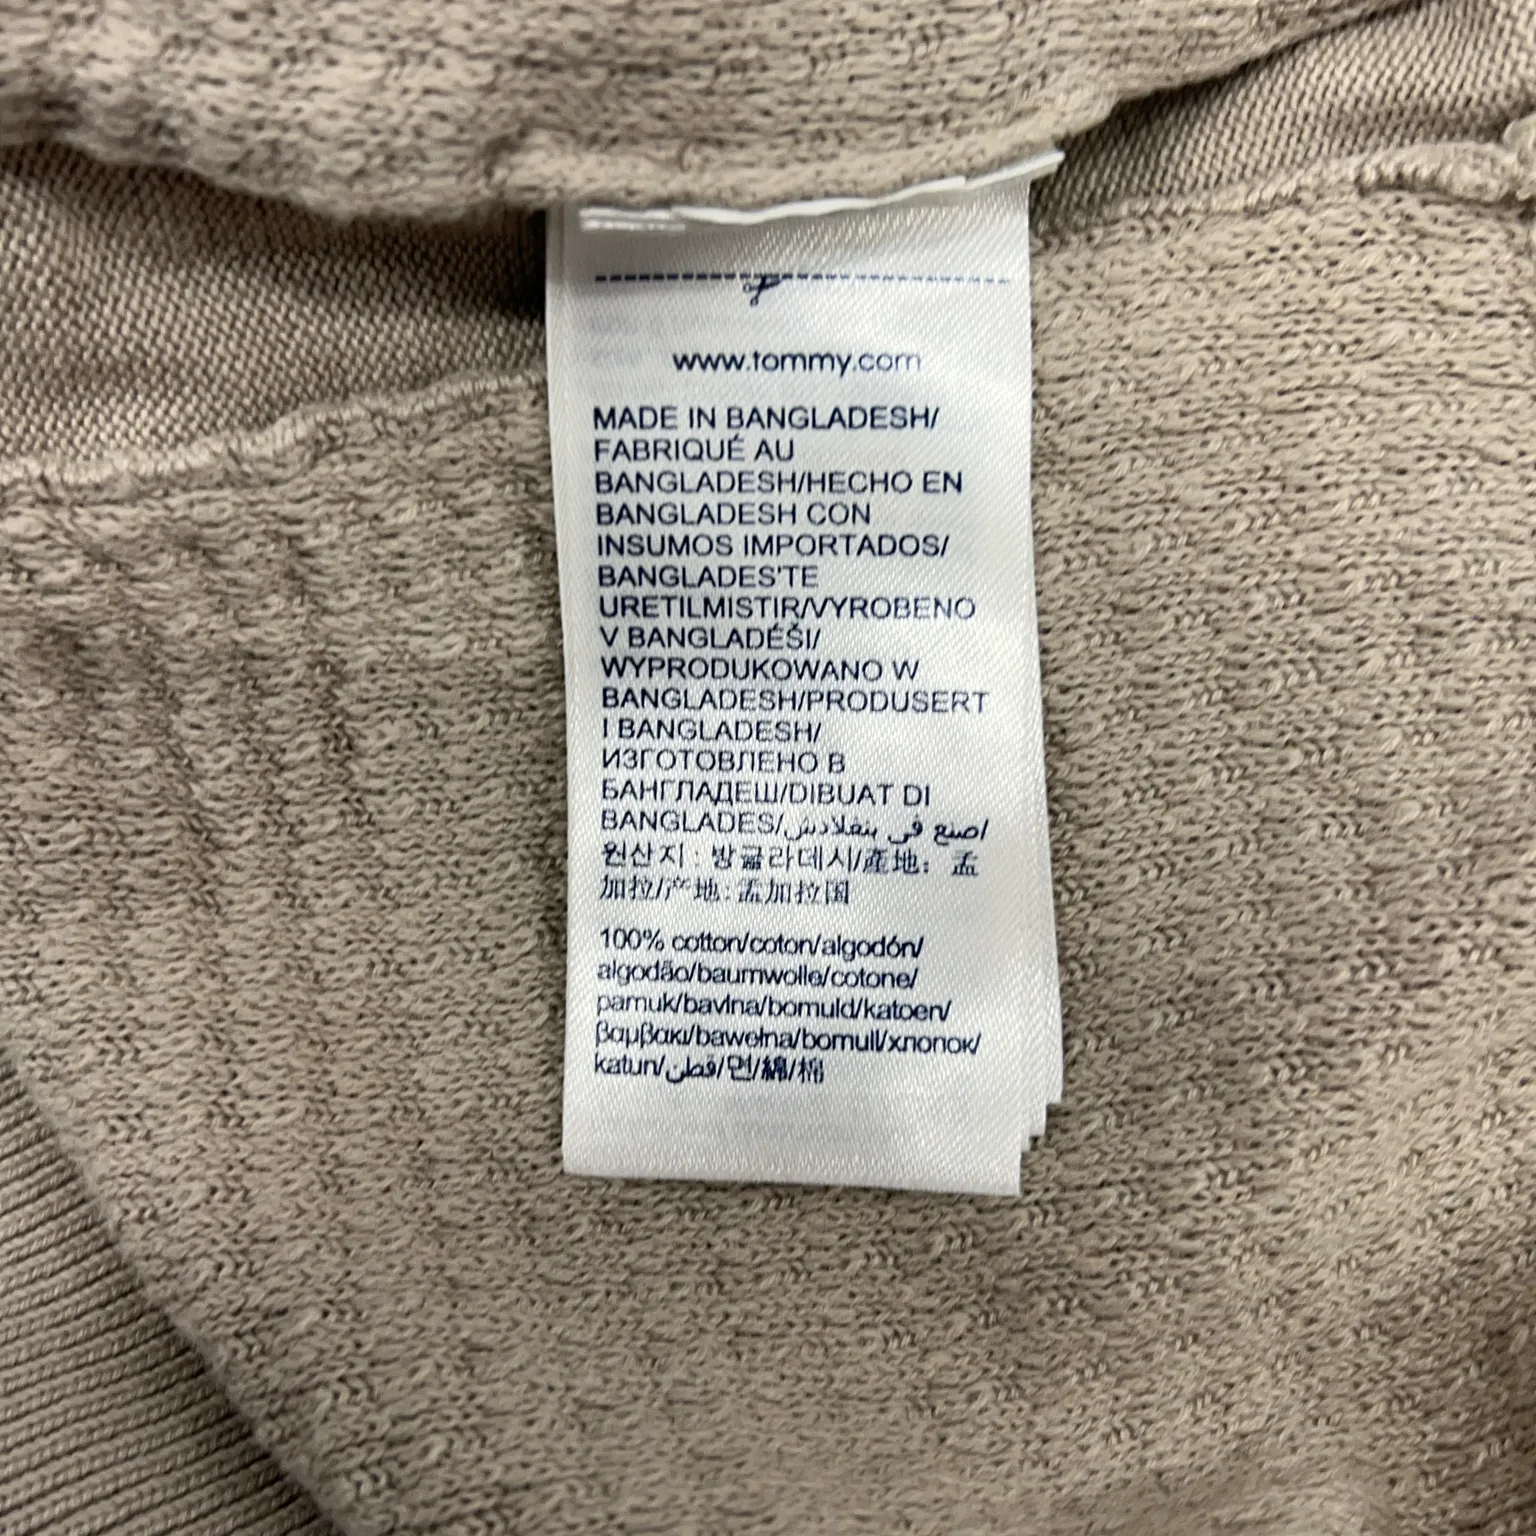 www.tommy.com
MADE IN BANGLADESH/
FABRIQUÉ AU
BANGLADESH/HECHO EN
BANGLADESH CON
INSUMOS IMPORTADOS/
BANGLADES'TE
URETILMISTIR/VYROBENO
V BANGLADÉŠI/
WYPRODUKOWANO W
BANGLADESH/PRODUSERT
I BANGLADESH/
ИЗГОТОВЛЕНО В
БАНГЛАДЕШ/DIBUAT DI
BANGLADES/صنع في بنغلادش/
원산지 : 방글라데시/產地: 孟
加拉/产地: 孟加拉国
100% cotton/coton/algodón/
algodão/baumwolle/cotone/
pamuk/bavlna/bomuld/katoen/
βαμβακι/bawełna/bomull/хлопок/
katun/قطن/면/綿/棉